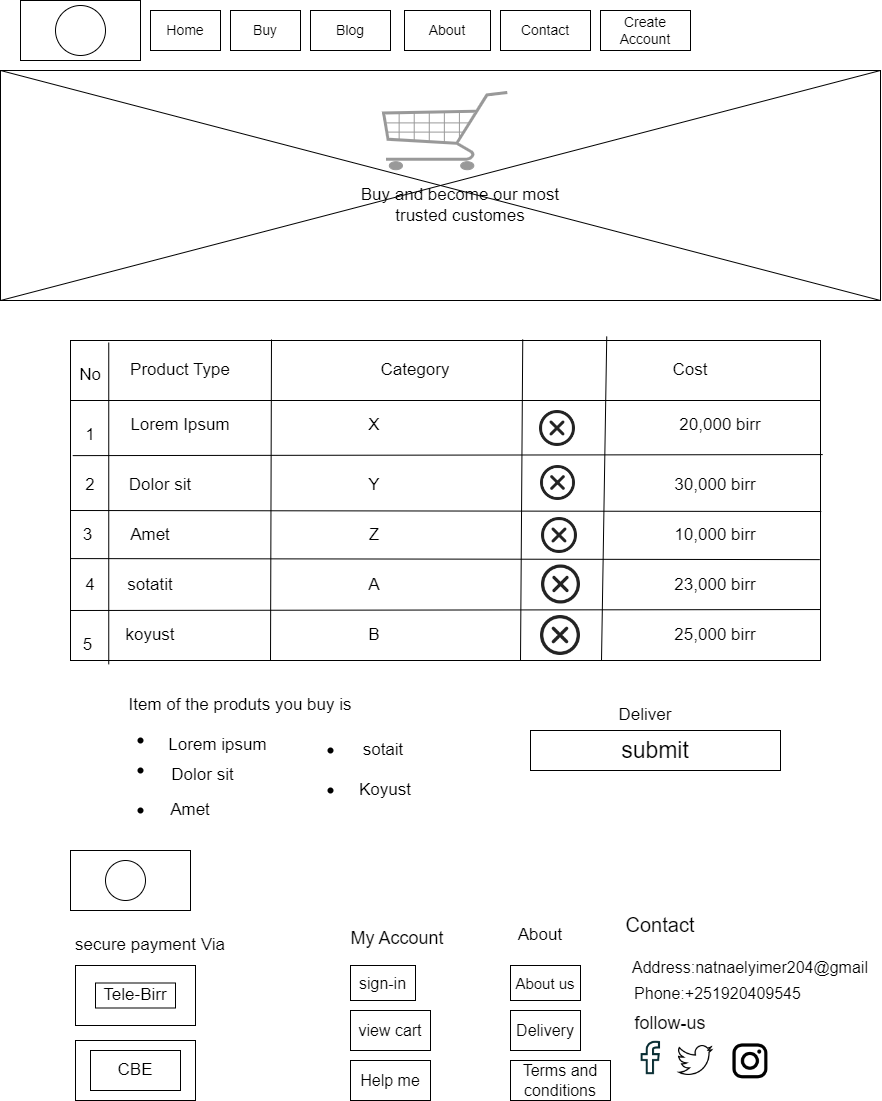 Home
Buy
Blog
About
Contact
Create
Account
Buy and become our most
trusted customes
No Product Type Category Cost
1 Lorem Ipsum X 20,000 birr
2 Dolor sit Y 30,000 birr
3 Amet Z 10,000 birr
4 sotatit A 23,000 birr
5 koyust B 25,000 birr
Item of the produts you buy is
Lorem ipsum
Dolor sit
Amet
sotait
Koyust
Deliver
submit
secure payment Via
Tele-Birr
CBE
My Account
sign-in
view cart
Help me
About
About us
Delivery
Terms and
conditions
Contact
Address:natnaelyimer204@gmail
Phone:+251920409545
follow-us